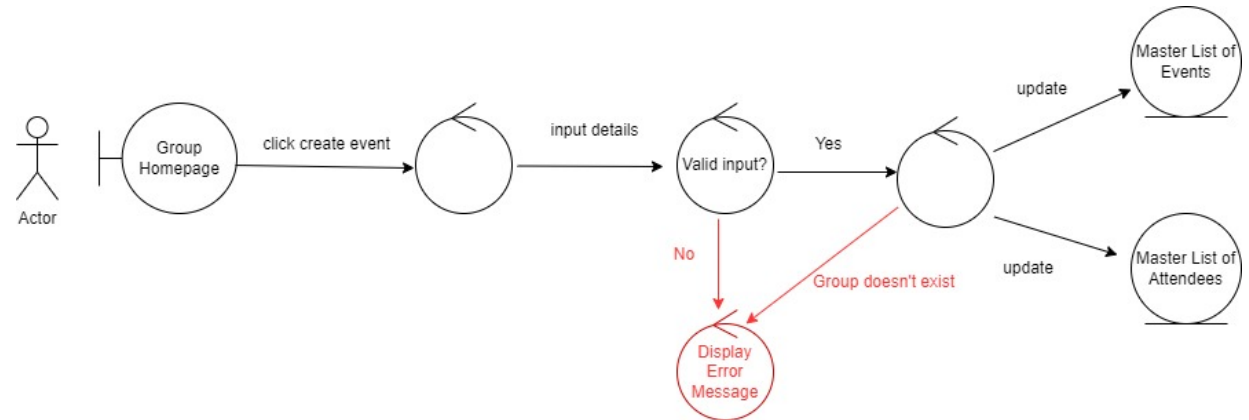 Actor
Group
Homepage
click create event
input details
Valid input?
Yes
No
Group doesn't exist
Display
Error
Message
update
Master List of
Events
update
Master List of
Attendees